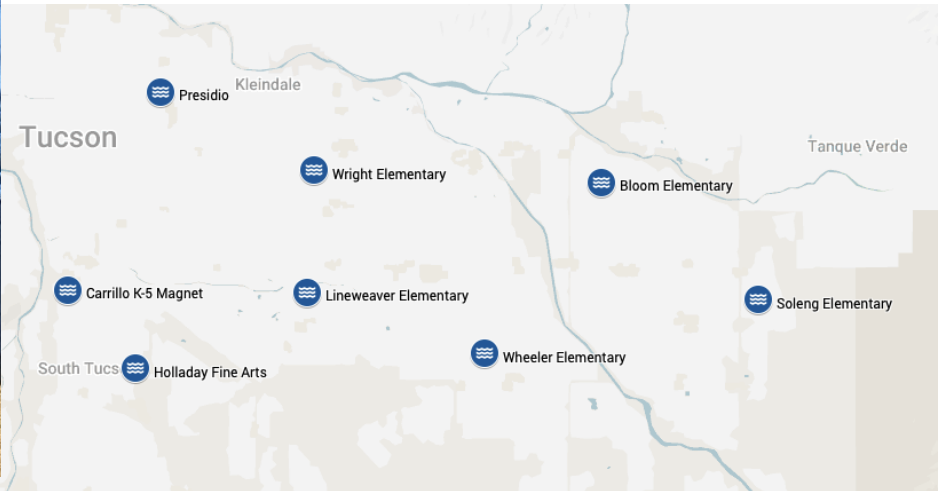 Kleindale
Presidio
Tucson
Tanque Verde
Wright Elementary
Bloom Elementary
Carrillo K-5 Magnet
Lineweaver Elementary
Soleng Elementary
Wheeler Elementary
South Tucs
Holladay Fine Arts